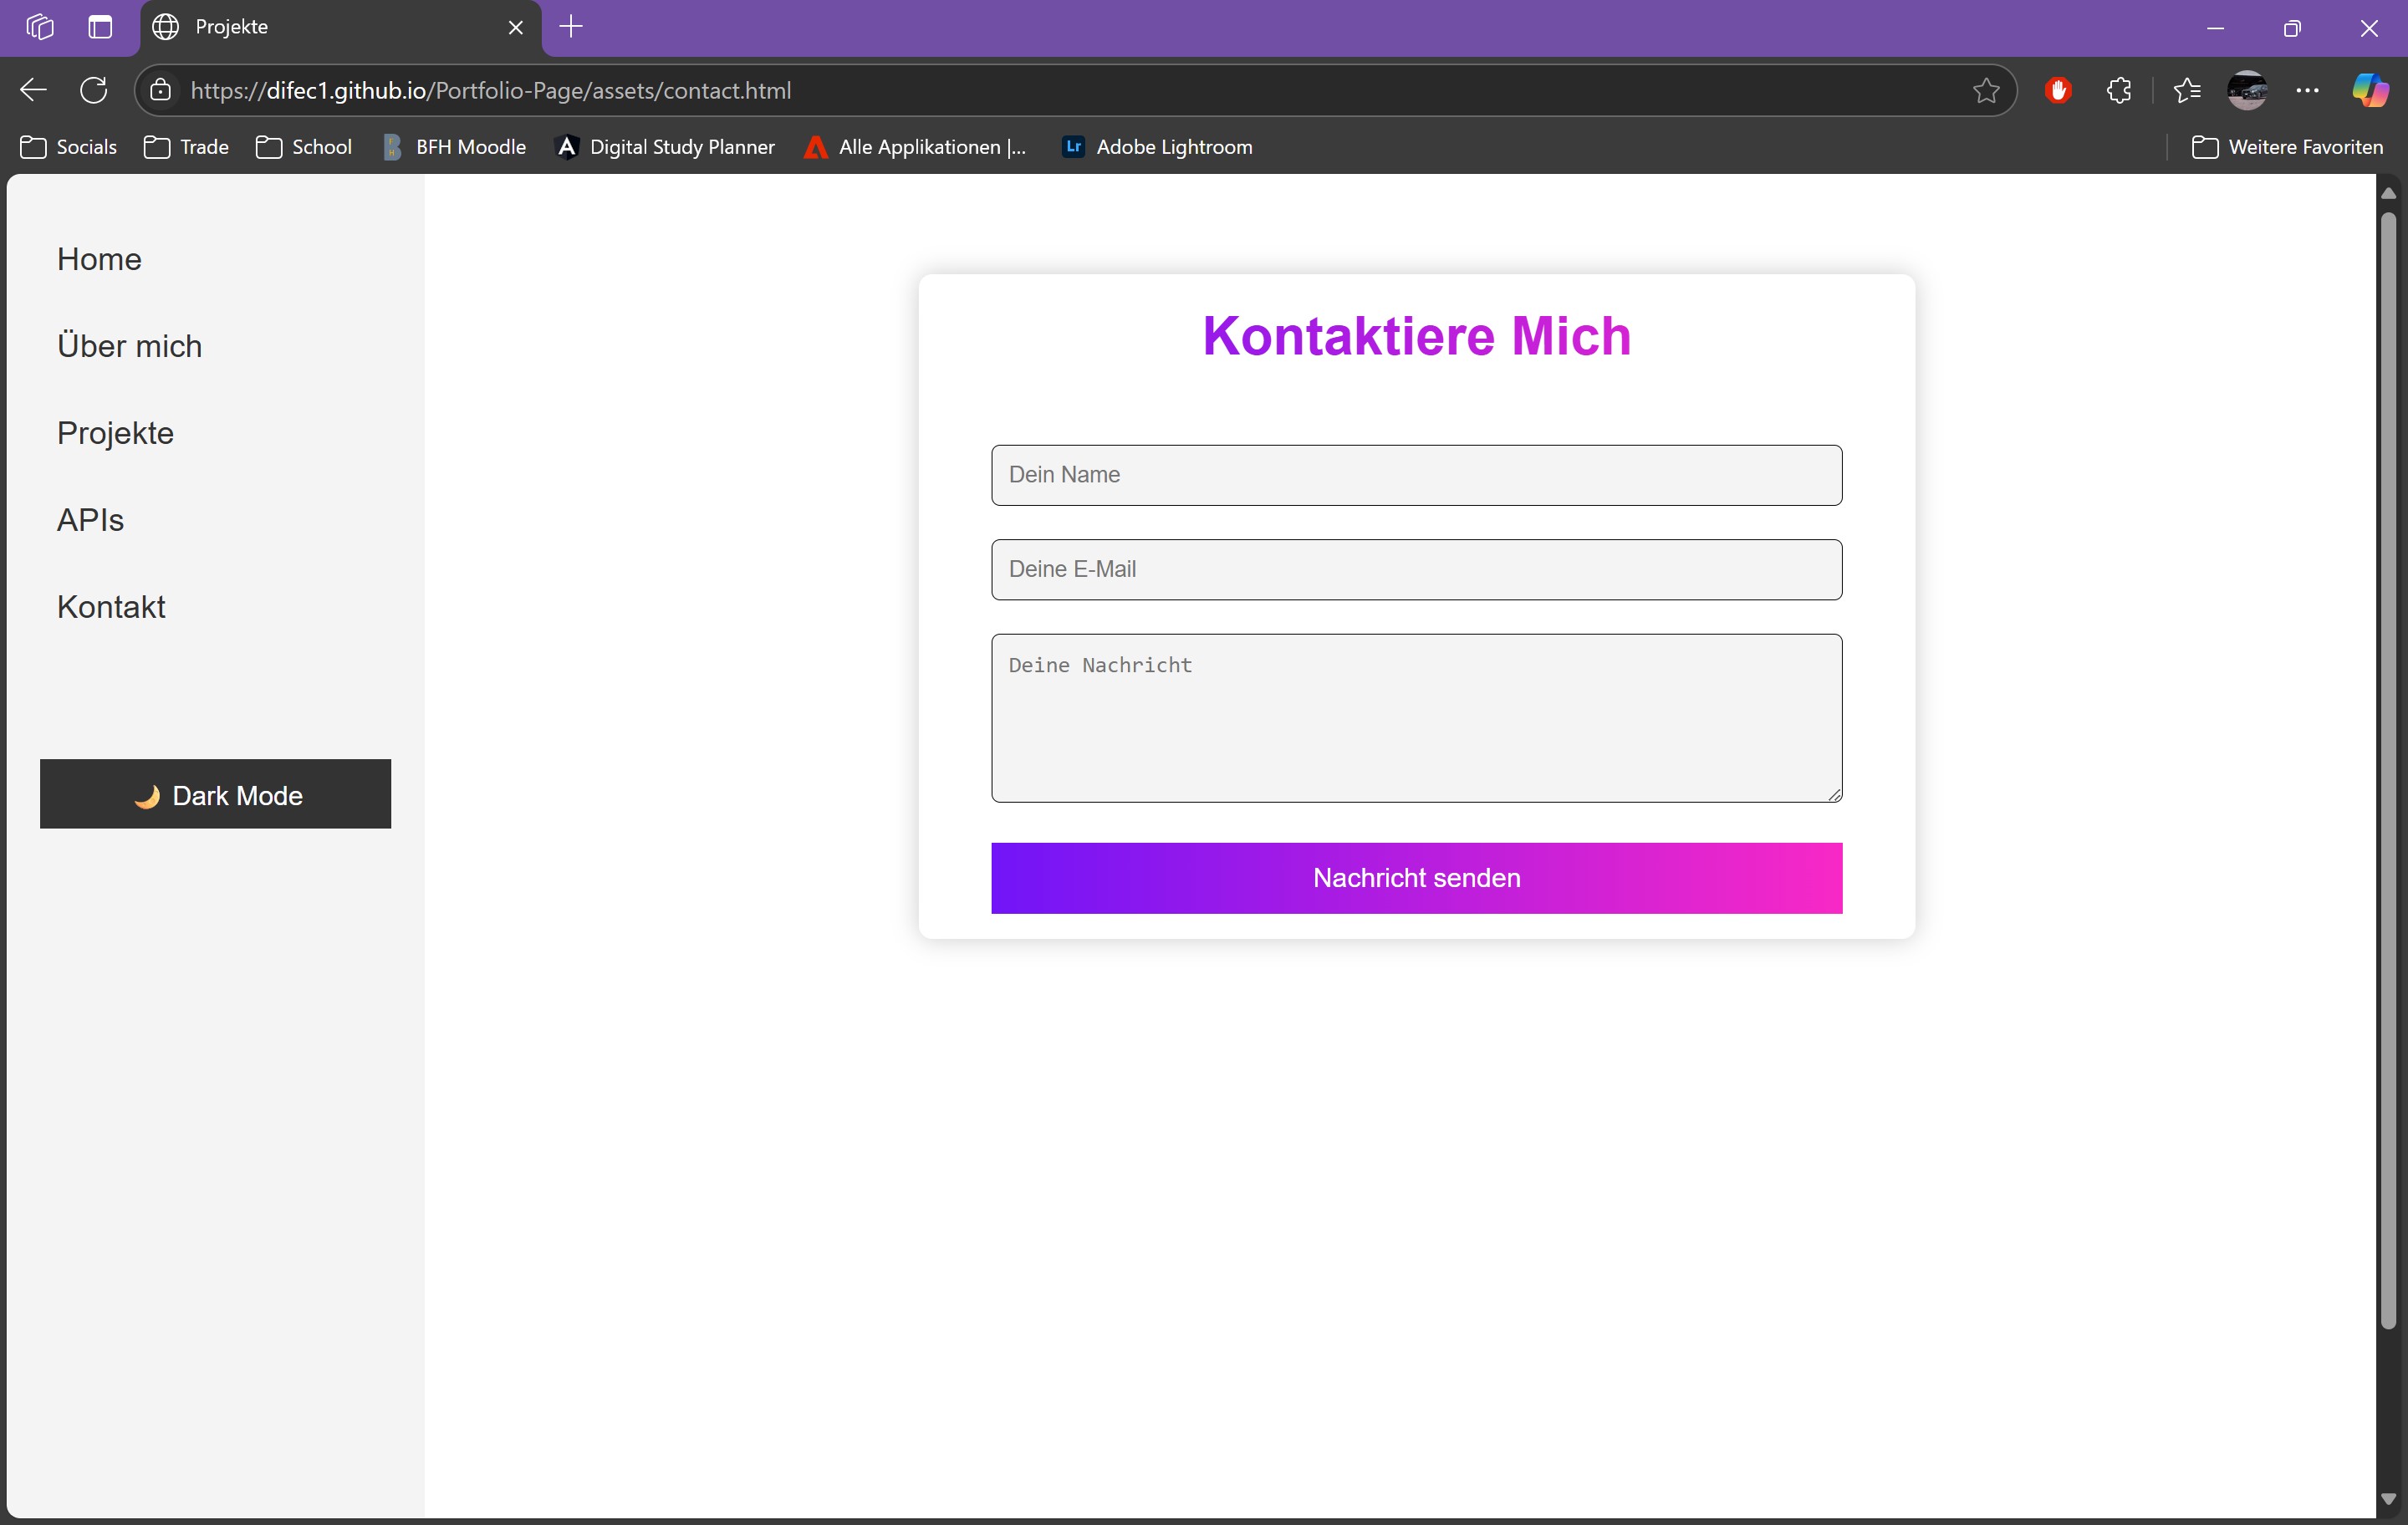 Projekte
https://difec1.github.io/Portfolio-Page/assets/contact.html
Socials
Trade
School
BFH Moodle
Digital Study Planner
Alle Applikationen |...
Lr
Adobe Lightroom
Weitere Favoriten
Home
Über mich
Projekte
APIs
Kontakt
🌙 Dark Mode
Kontaktiere Mich
Dein Name
Deine E-Mail
Deine Nachricht
Nachricht senden